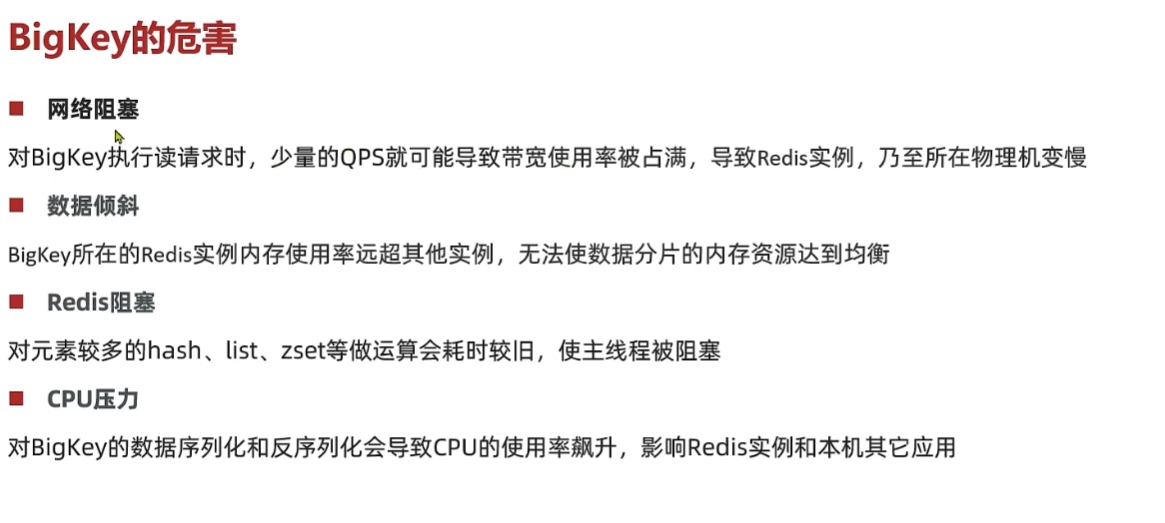 BigKey的危害
网络阻塞
对BigKey执行读请求时，少量的QPS就可能导致带宽使用率被占满，导致Redis实例，乃至所在物理机变慢
数据倾斜
BigKey所在的Redis实例内存使用率远超其他实例，无法使数据分片的内存资源达到均衡
Redis阻塞
对元素较多的hash、list、zset等做运算会耗时较旧，使主线程被阻塞
CPU压力
对BigKey的数据序列化和反序列化会导致CPU的使用率飙升，影响Redis实例和本机其它应用